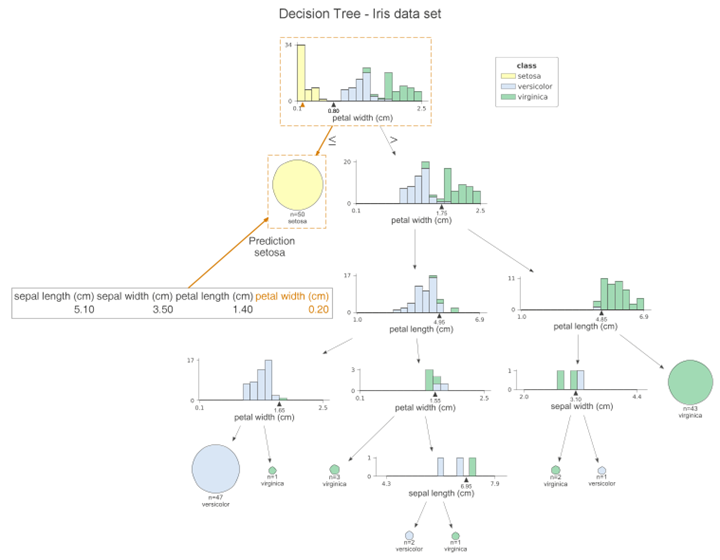 Decision Tree - Iris data set
34
0
0.1
0.80
2.5
petal width (cm)
class
setosa
versicolor
virginica
≤
>
n=50
setosa
20
0
0.1
1.75
2.5
petal width (cm)
Prediction
setosa
sepal length (cm) sepal width (cm) petal length (cm) petal width (cm)
5.10 3.50 1.40 0.20
17
0
1.0
4.95
6.9
petal length (cm)
11
0
1.0
4.85
6.9
petal length (cm)
17
0
0.1
1.65
2.5
petal width (cm)
3
0
0.1
1.55
2.5
petal width (cm)
1
0
2.0
3.10
4.4
sepal width (cm)
n=43
virginica
n=47
versicolor
n=1
virginica
n=3
virginica
1
0
4.3
6.95
7.9
sepal length (cm)
n=2
virginica
n=1
versicolor
n=2
versicolor
n=1
virginica